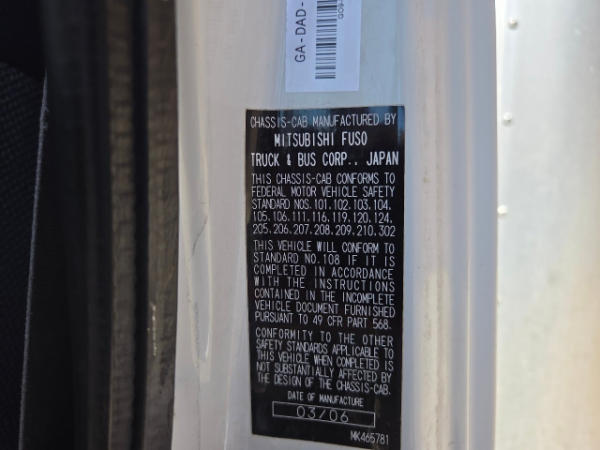 GA-DAD-
CHASSIS-CAB MANUFACTURED BY
MITSUBISHI FUSO
TRUCK & BUS CORP., JAPAN
THIS CHASSIS-CAB CONFORMS TO
FEDERAL MOTOR VEHICLE SAFETY
STANDARD NOS.101.102.103.104.
105.106.111.116.119.120.124.
205.206.207.208.209.210.302
THIS VEHICLE WILL CONFORM TO
STANDARD NO.108 IF IT IS
COMPLETED IN ACCORDANCE
WITH THE INSTRUCTIONS
CONTAINED IN THE INCOMPLETE
VEHICLE DOCUMENT FURNISHED
PURSUANT TO 49 CFR PART 568.
CONFORMITY TO THE OTHER
SAFETY STANDARDS APPLICABLE TO
THIS VEHICLE WHEN COMPLETED IS
NOT SUBSTANTIALLY AFFECTED BY
THE DESIGN OF THE CHASSIS-CAB.
DATE OF MANUFACTURE
03/06
MK465781